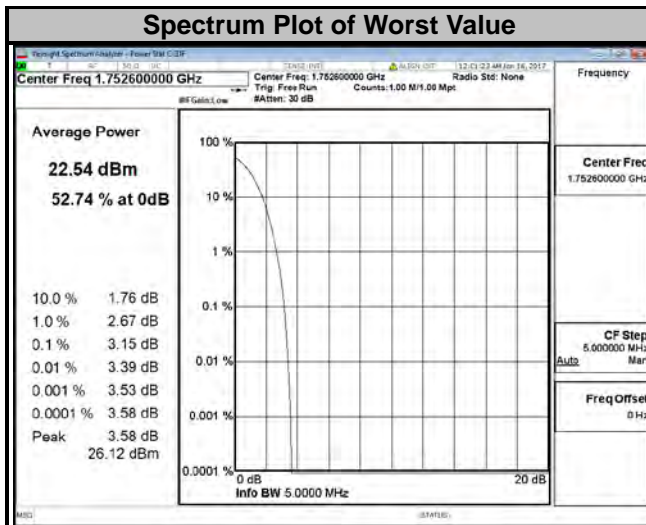 Spectrum Plot of Worst Value
Center Freq 1.752600000 GHz
Center Freq: 1.752600000 GHz
Radio Std: None
Trig: Free Run
Counts:1.00 M/1.00 Mpt
#IFGain:Low
#Atten: 30 dB
Frequency
Average Power
22.54 dBm
52.74 % at 0dB
10.0 % 1.76 dB
1.0 % 2.67 dB
0.1 % 3.15 dB
0.01 % 3.39 dB
0.001 % 3.53 dB
0.0001 % 3.58 dB
Peak 3.58 dB
26.12 dBm
100 %
10 %
1 %
0.1 %
0.01 %
0.001 %
0.0001 %
0 dB
20 dB
Info BW 5.0000 MHz
Center Freq
1.752600000 GHz
CF Step
5.000000 MHz
Auto Man
Freq Offset
0 Hz
MSG
STATUS